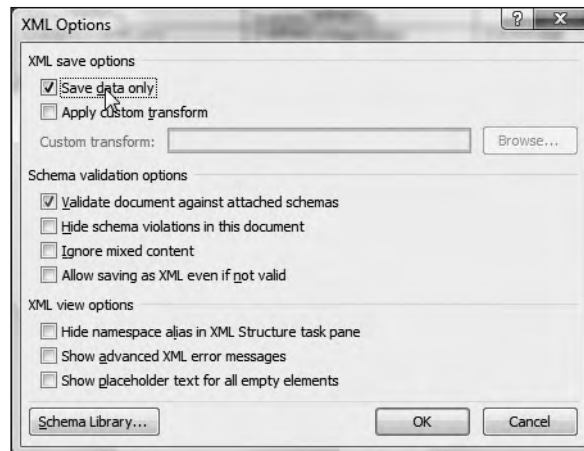 XML Options
XML save options
Save data only
Apply custom transform
Custom transform:
Browse...
Schema validation options
Validate document against attached schemas
Hide schema violations in this document
Ignore mixed content
Allow saving as XML even if not valid
XML view options
Hide namespace alias in XML Structure task pane
Show advanced XML error messages
Show placeholder text for all empty elements
Schema Library...
OK
Cancel